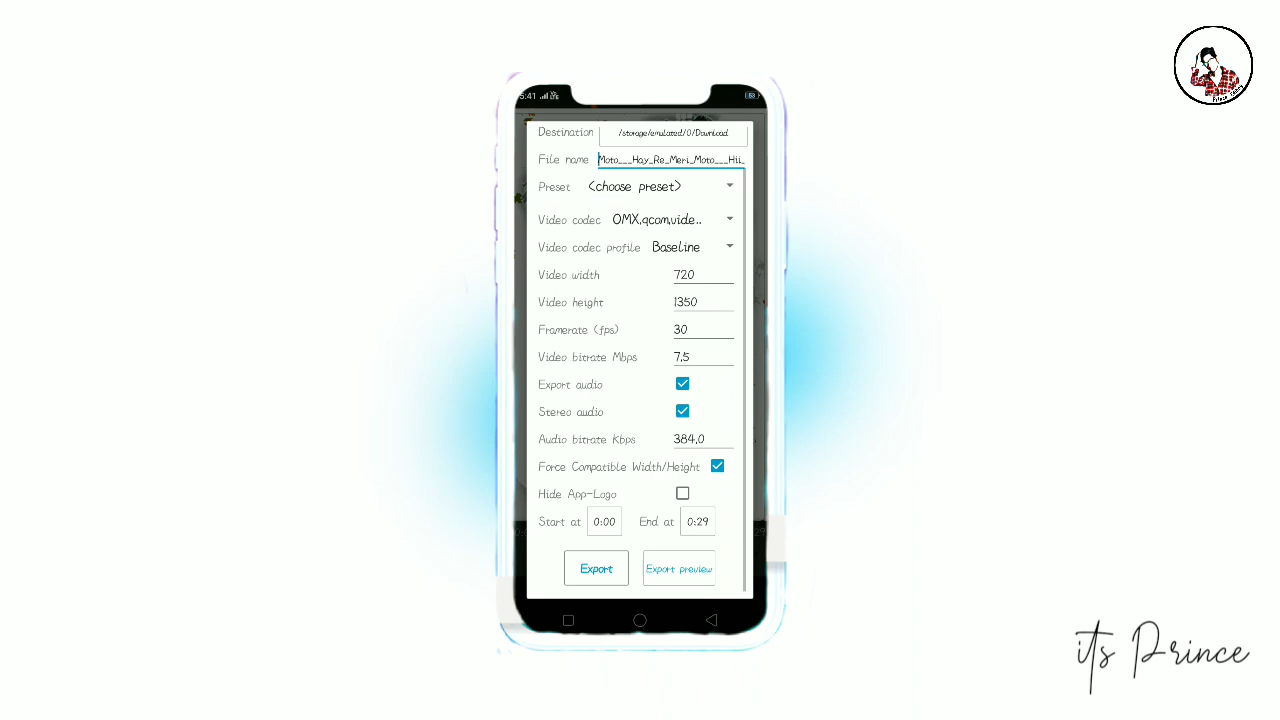 5:41
53
Destination /storage/emulated/0/Download
File name Moto___Hay_Re_Meri_Moto___Hii_
Preset <choose preset>
Video codec OMX.qcom.vide..
Video codec profile Baseline
Video width 720
Video height 1350
Framerate (fps) 30
Video bitrate Mbps 7.5
Export audio
Stereo audio
Audio bitrate Kbps 384.0
Force Compatible Width/Height
Hide App-Logo
Start at 0:00 End at 0:29
Export Export preview
its Prince